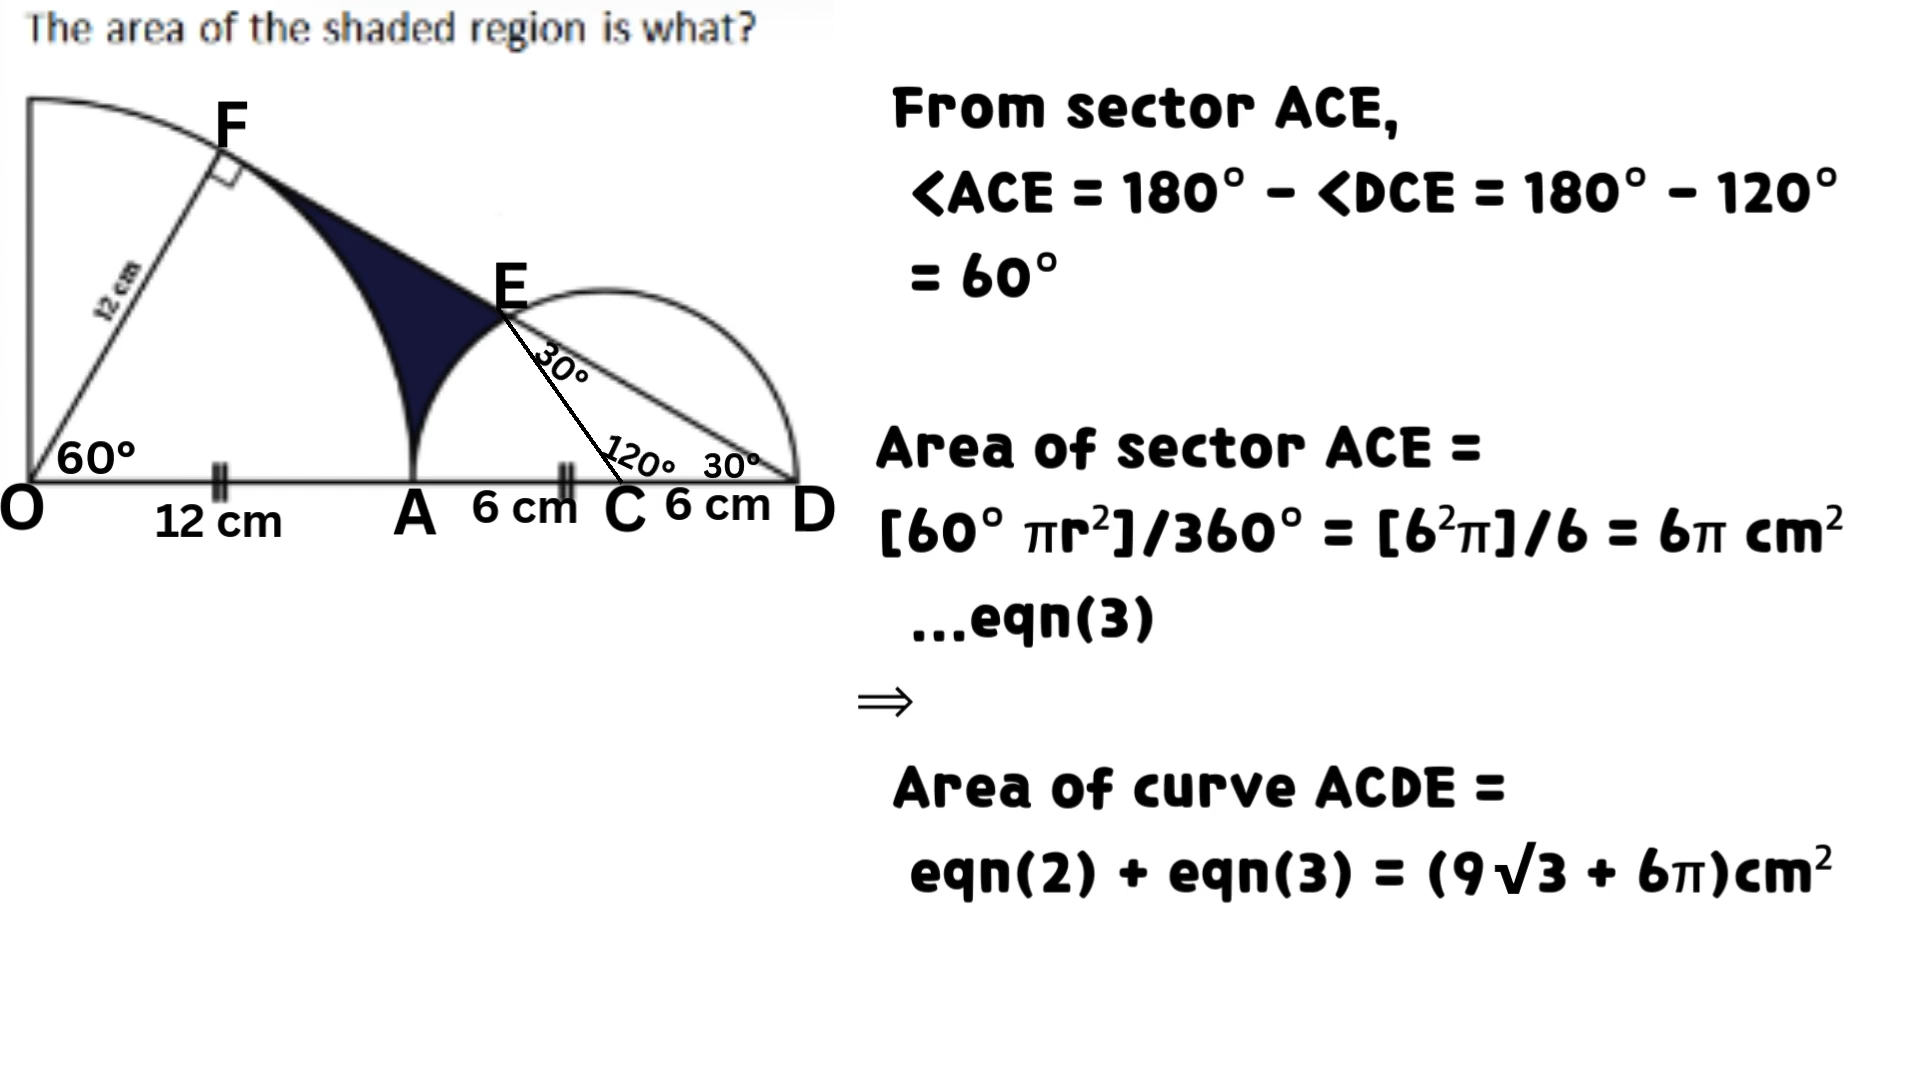 The area of the shaded region is what?
F
12 cm
E
30°
60°
120° 30°
O
12 cm
A
6 cm
C
6 cm
D
From sector ACE,
<ACE = 180° - <DCE = 180° - 120°
= 60°
Area of sector ACE =
[60° πr²]/360° = [6²π]/6 = 6π cm²
...eqn(3)
⇒
Area of curve ACDE =
eqn(2) + eqn(3) = (9√3 + 6π)cm²